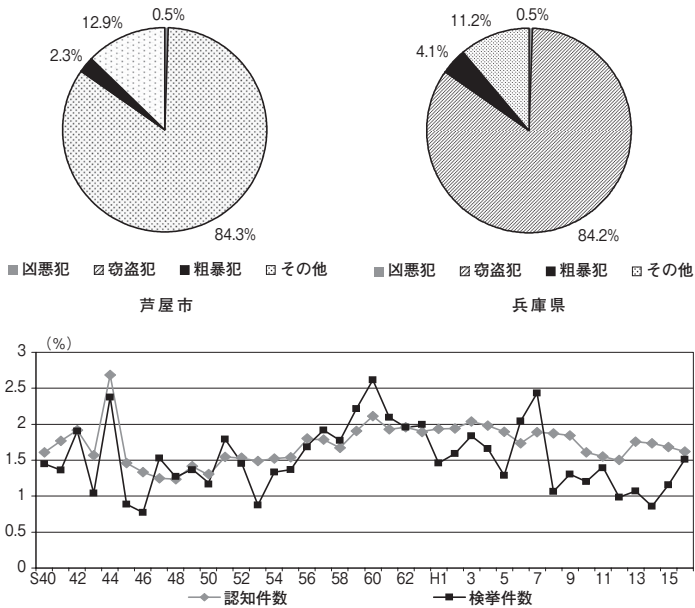 12.9% 0.5%
2.3%
84.3%
■凶悪犯 窃盗犯 ■粗暴犯 その他
芦屋市
11.2% 0.5%
4.1%
84.2%
■凶悪犯 窃盗犯 ■粗暴犯 その他
兵庫県
(%)
3
2.5
2
1.5
1
0.5
0
S40 42 44 46 48 50 52 54 56 58 60 62 H1 3 5 7 9 11 13 15
認知件数 検挙件数